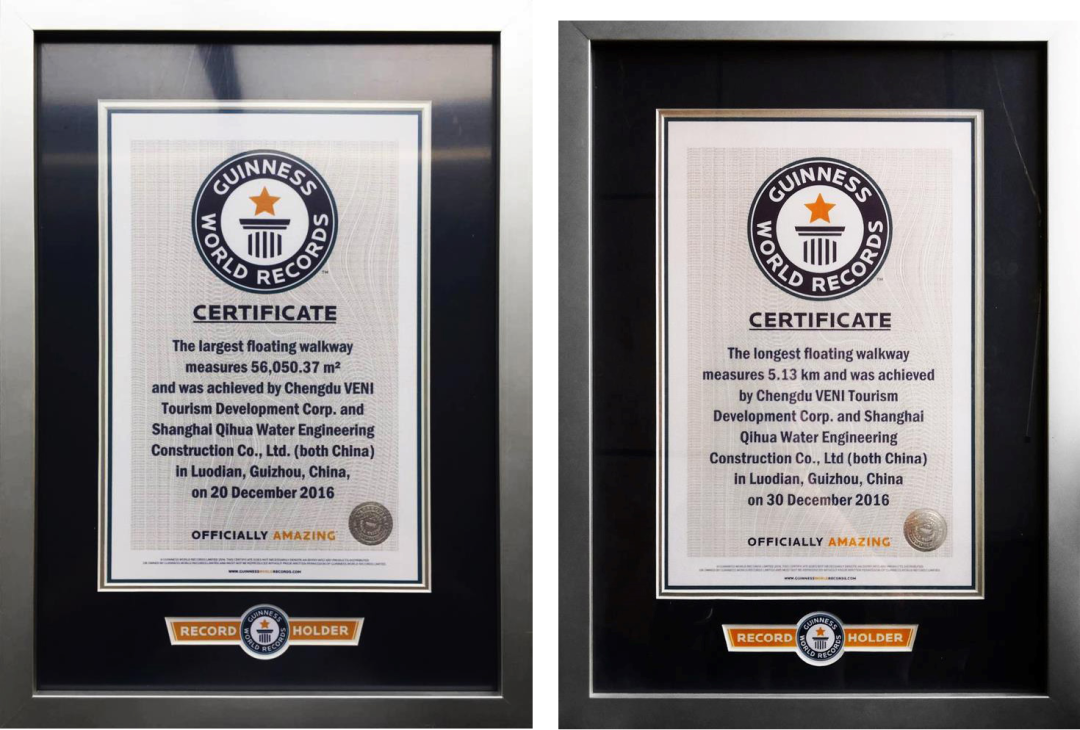 GUINNESS
WORLD RECORDS
CERTIFICATE
The largest floating walkway
measures 56,050.37 m²
and was achieved by Chengdu VENI
Tourism Development Corp. and
Shanghai Qihua Water Engineering
Construction Co., Ltd. (both China)
in Luodian, Guizhou, China,
on 20 December 2016
OFFICIALLY AMAZING
WWW.GUINNESSWORLDRECORDS.COM
RECORD HOLDER
GUINNESS
WORLD RECORDS
GUINNESS
WORLD RECORDS
CERTIFICATE
The longest floating walkway
measures 5.13 km and was achieved
by Chengdu VENI Tourism
Development Corp. and Shanghai
Qihua Water Engineering
Construction Co., Ltd (both China)
in Luodian, Guizhou, China
on 30 December 2016
OFFICIALLY AMAZING
WWW.GUINNESSWORLDRECORDS.COM
RECORD HOLDER
GUINNESS
WORLD RECORDS